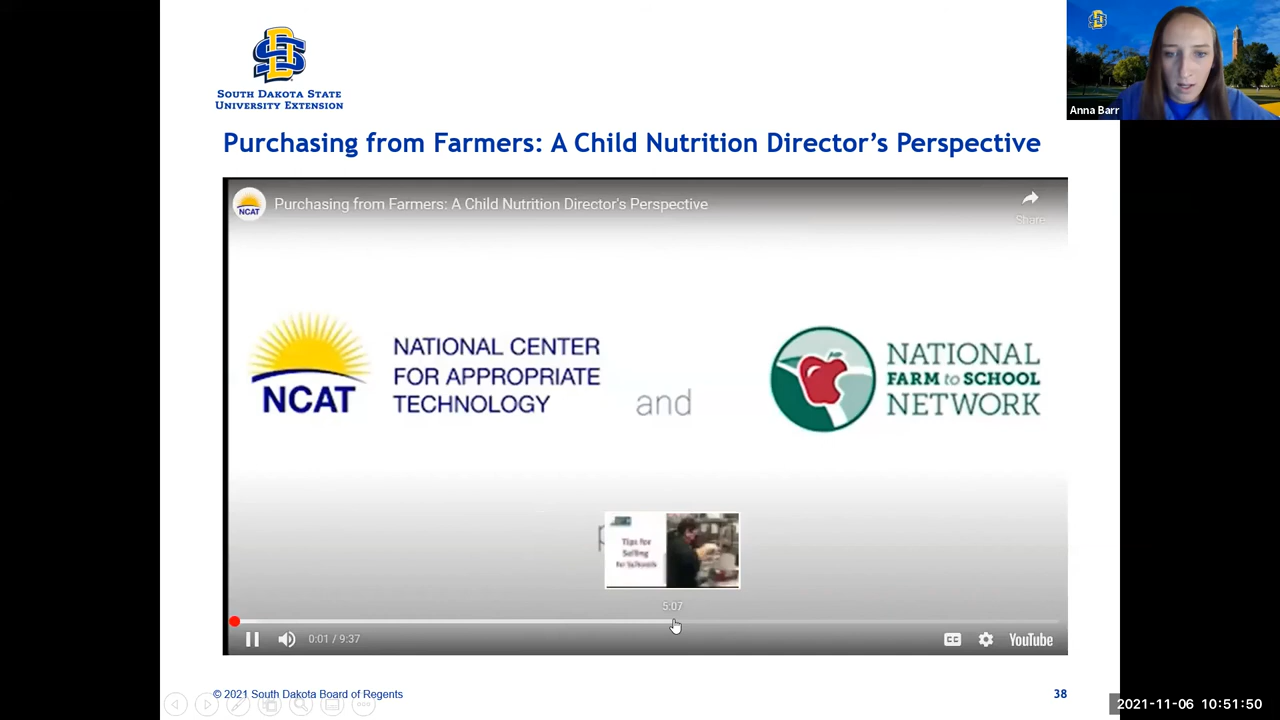 SOUTH DAKOTA STATE
UNIVERSITY EXTENSION
Anna Barr
Purchasing from Farmers: A Child Nutrition Director's Perspective
NCAT
Purchasing from Farmers: A Child Nutrition Director's Perspective
Share
NCAT
NATIONAL CENTER
FOR APPROPRIATE
TECHNOLOGY
and
NATIONAL
FARM to SCHOOL
NETWORK
Tips for
Selling
to Schools
5:07
0:01 / 9:37
CC
YouTube
© 2021 South Dakota Board of Regents
38
2021-11-06 10:51:50